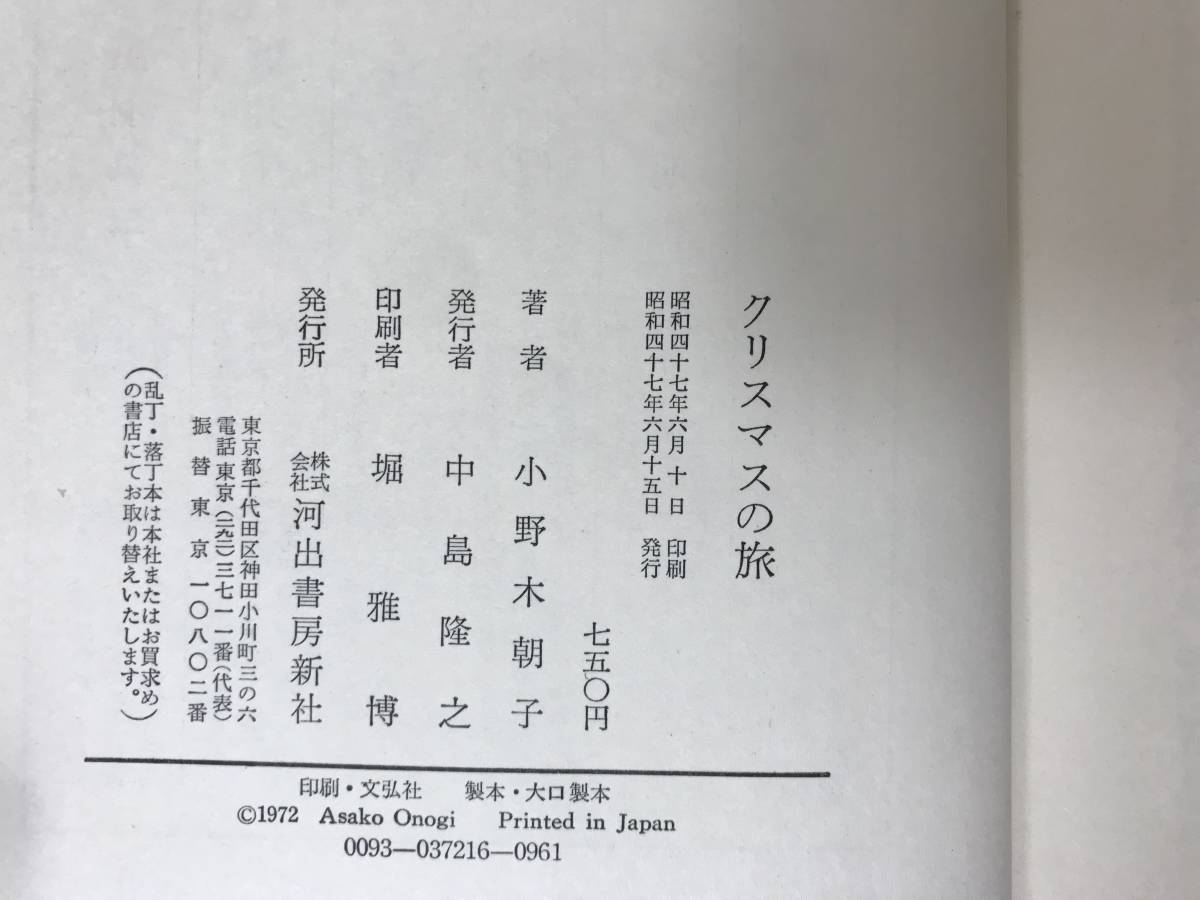 クリスマスの旅
昭和四十七年六月 十 日 印刷
昭和四十七年六月十五日 発行
七五〇円
著者 小野木朝子
発行者 中島隆之
印刷者 堀雅博
発行所 株式会社 河出書房新社
東京都千代田区神田小川町三の六
電話 東京(二九二)三七一一番(代表)
振替東京一〇八〇二番
(乱丁・落丁本は本社またはお買求め
の書店にてお取り替えいたします。)
印刷・文弘社 製本・大口製本
©1972 Asako Onogi Printed in Japan
0093—037216—0961